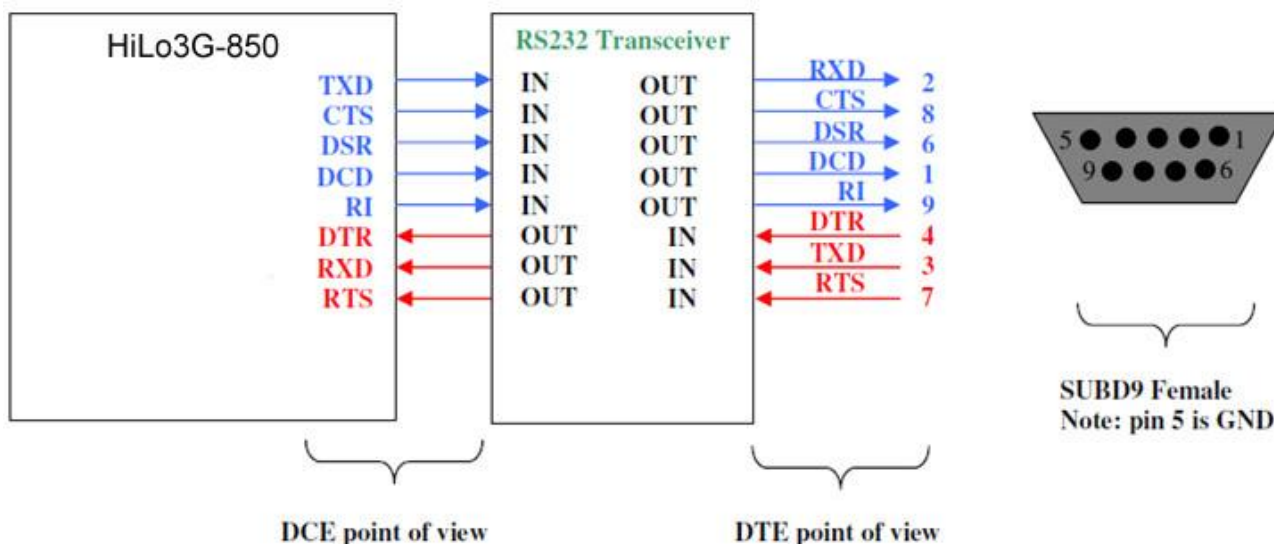 HiLo3G-850
RS232 Transceiver
TXD IN OUT RXD 2
CTS IN OUT CTS 8
DSR IN OUT DSR 6
DCD IN OUT DCD 1
RI IN OUT RI 9
DTR OUT IN DTR 4
RXD OUT IN TXD 3
RTS OUT IN RTS 7
5 1
9 6
SUBD9 Female
Note: pin 5 is GND
DCE point of view
DTE point of view